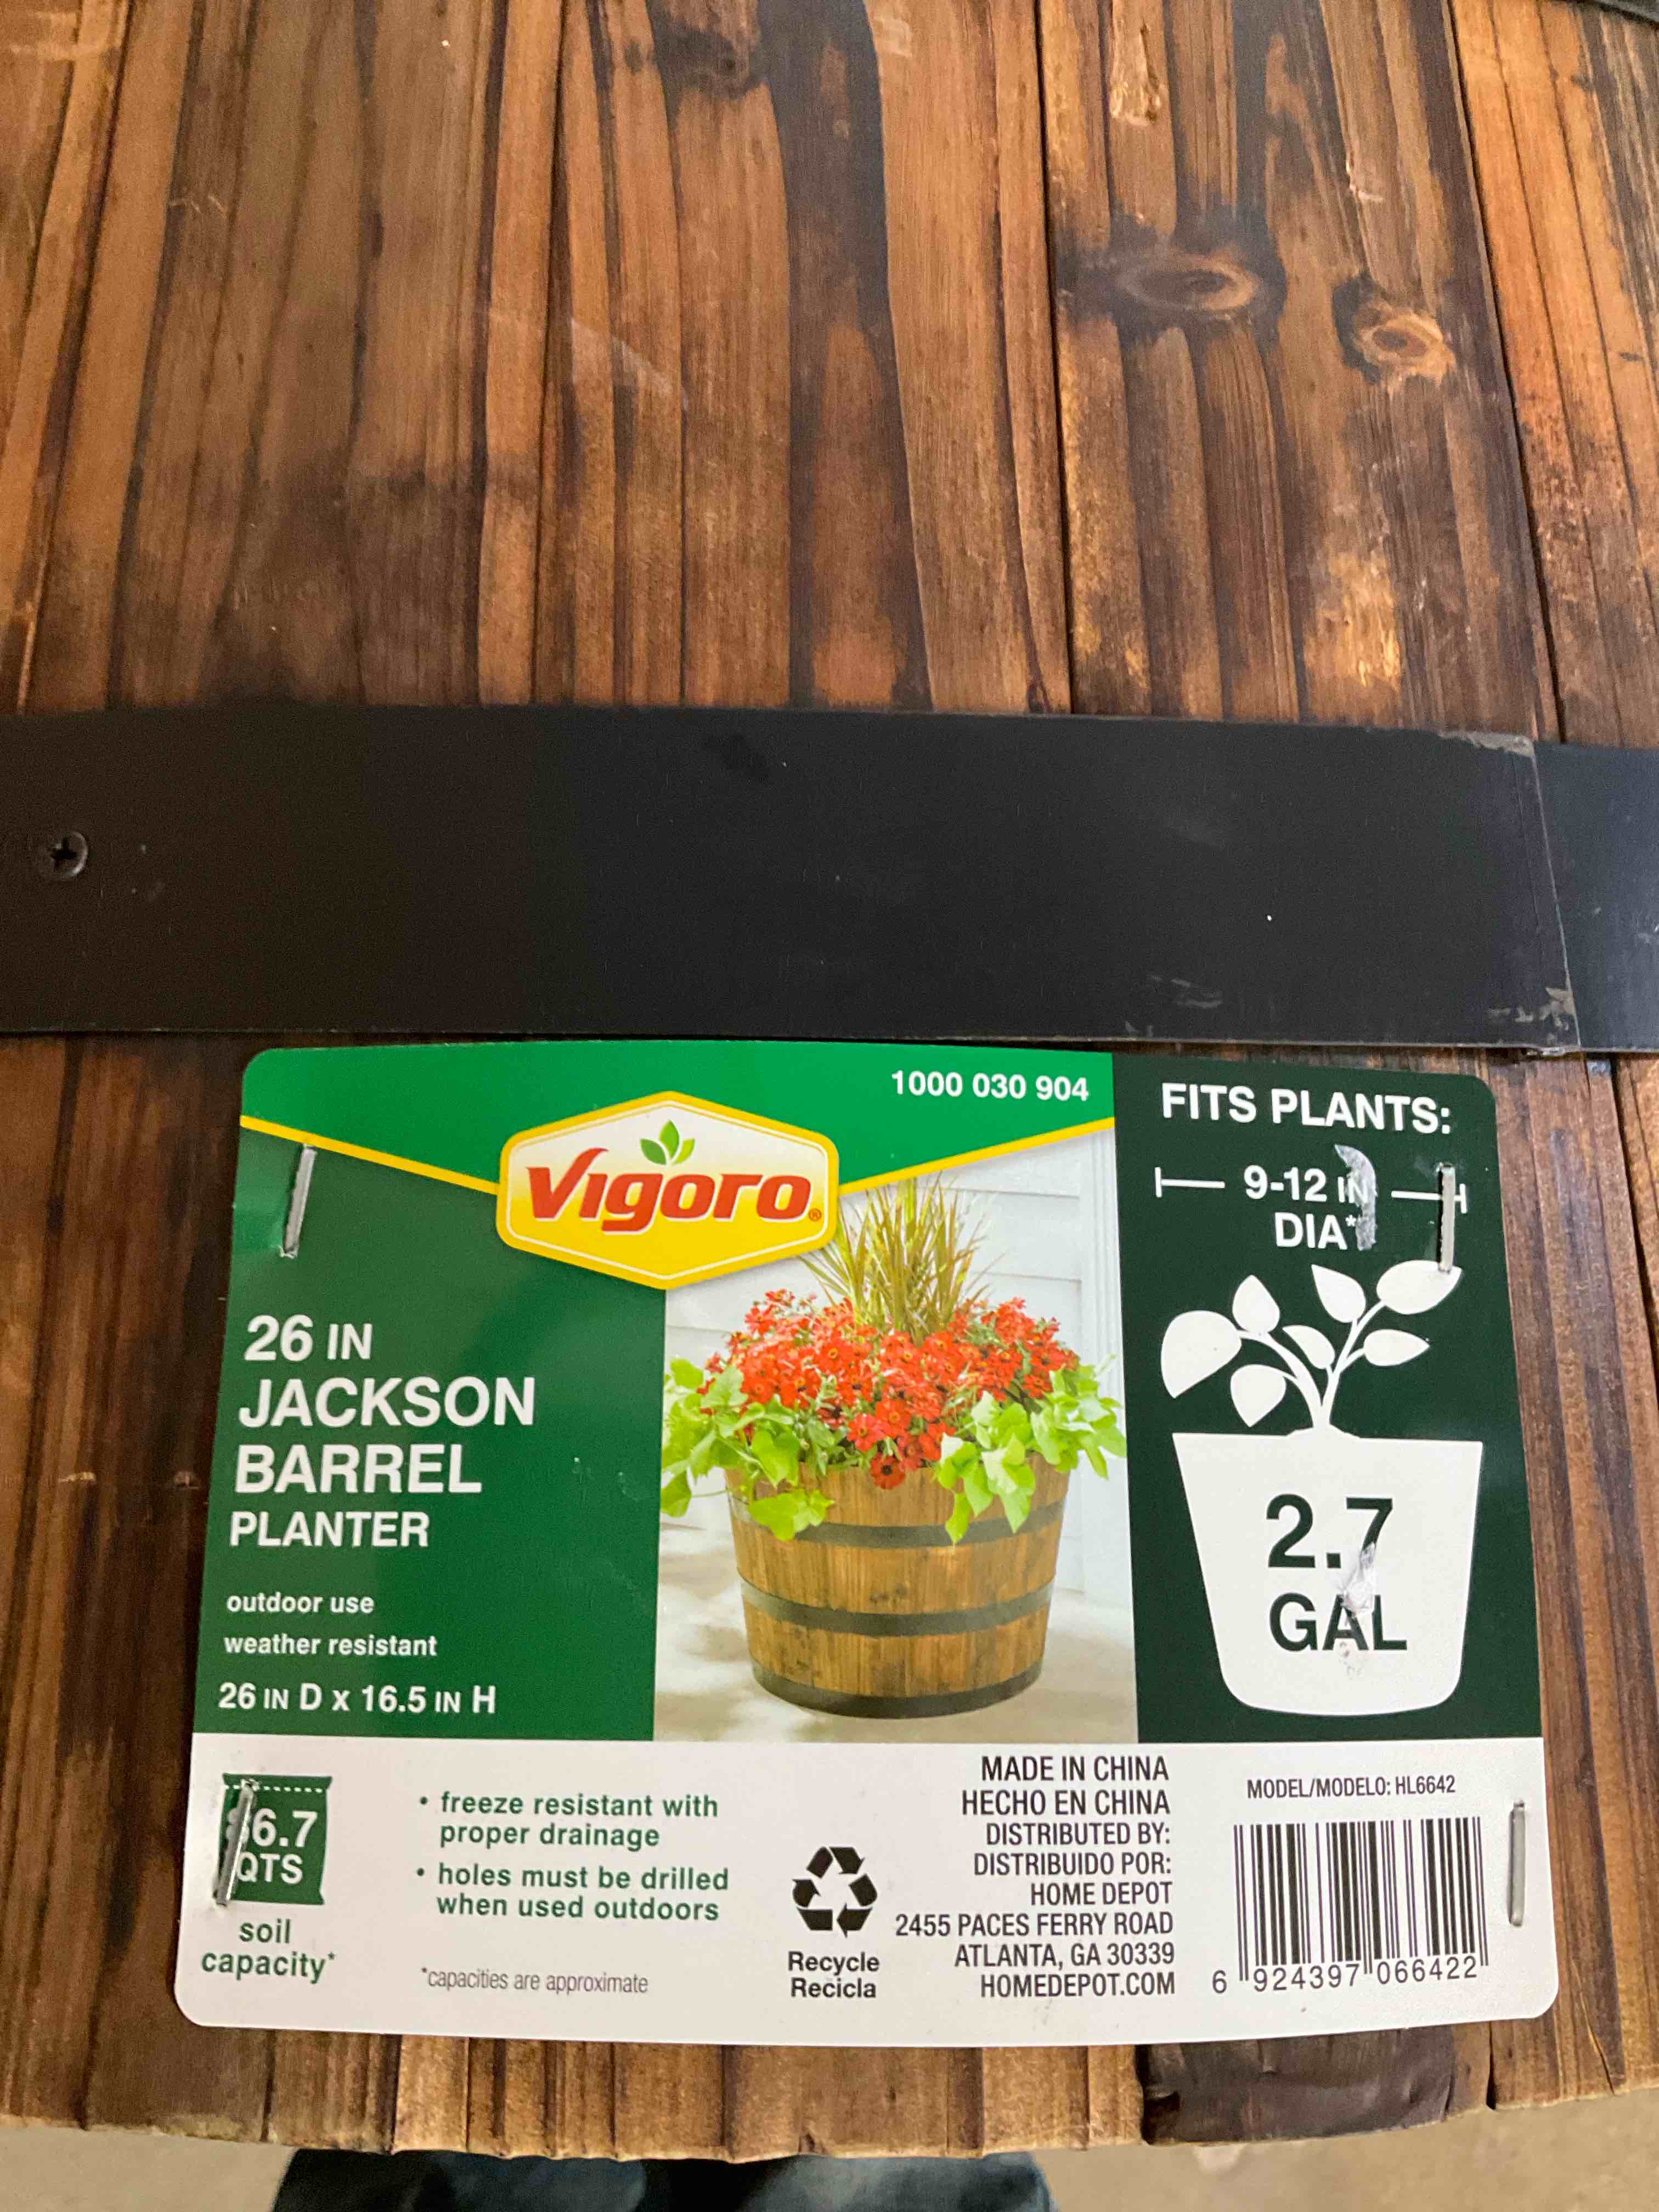 1000 030 904
Vigoro®
26 IN
JACKSON
BARREL
PLANTER
outdoor use
weather resistant
26 IN D x 16.5 IN H
FITS PLANTS:
9-12 IN
DIA*
2.7
GAL
QTS
soil
capacity*
• freeze resistant with
proper drainage
• holes must be drilled
when used outdoors
*capacities are approximate
Recycle
Recicla
MADE IN CHINA
HECHO EN CHINA
DISTRIBUTED BY:
DISTRIBUIDO POR:
HOME DEPOT
2455 PACES FERRY ROAD
ATLANTA, GA 30339
HOMEDEPOT.COM
MODEL/MODELO: HL6642
6 924397 066422